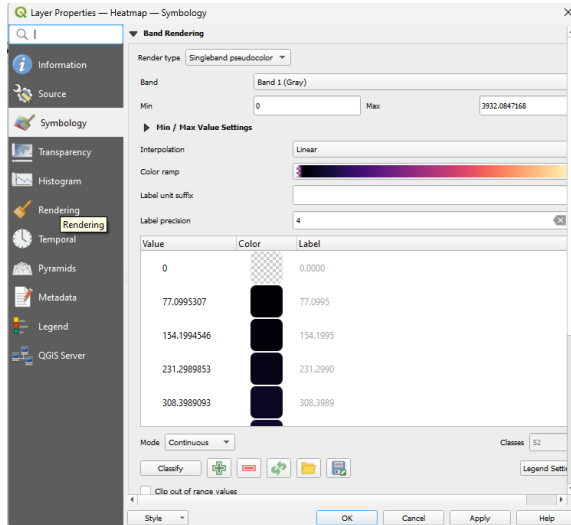 Layer Properties — Heatmap — Symbology
Information
Source
Symbology
Transparency
Histogram
Rendering
Rendering
Temporal
Pyramids
Metadata
Legend
QGIS Server
Band Rendering
Render type Singleband pseudocolor
Band Band 1 (Gray)
Min 0 Max 3932.0847168
Min / Max Value Settings
Interpolation Linear
Color ramp
Label unit suffix
Label precision 4
Value Color Label
0 0.0000
77.0995307 77.0995
154.1994546 154.1995
231.2989853 231.2990
308.3989093 308.3989
Mode Continuous Classes 52
Classify Legend Setti
Clip out of range values
Style OK Cancel Apply Help